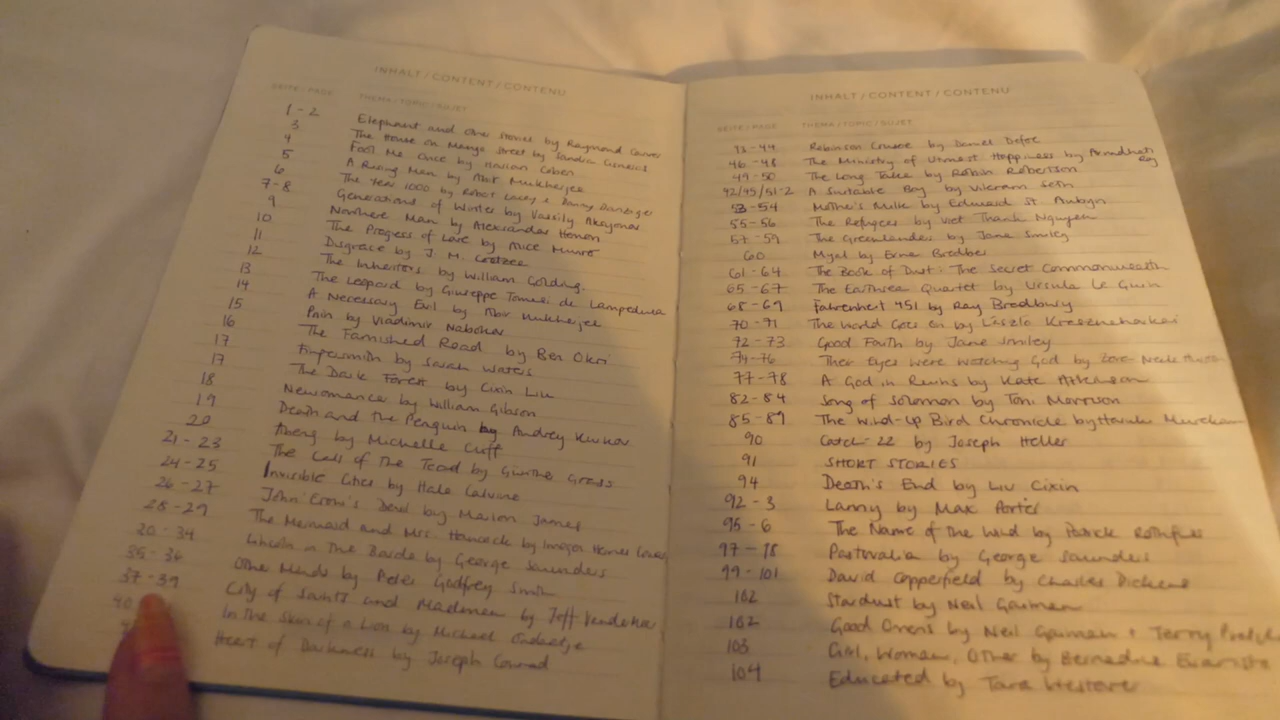 INHALT / CONTENT / CONTENU
SEITE / PAGE THEMA / TOPIC / SUJET
1-2 Elephant and other stories by Raymond Carver
3 The House on Mango Street by Sandra Cisneros
4 Fool Me Once by Harlan Coben
5 A Rising Man by Abir Mukherjee
6 The Year 1000 by Robert Lacey & Danny Danziger
7-8 Generations of Winter by Vassily Aksyonov
9 Nowhere Man by Aleksandar Hemon
10 The Progress of Love by Alice Munro
11 Disgrace by J. M. Coetzee
12 The Inheritors by William Golding.
13 The Leopard by Giuseppe Tomasi di Lampedusa
14 A Necessary Evil by Abir Mukherjee
15 Pnin by Vladimir Nabokov
16 The Famished Road by Ben Okri
17 Fingersmith by Sarah Waters
17 The Dark Forest by Cixin Liu
18 Neuromancer by William Gibson
19 Death and the Penguin by Andrey Kurkov
20 Abeng by Michelle Cliff
21-23 The Call of the Toad by Günther Grass
24-25 Invisible Cities by Italo Calvino
26-27 John Crow's Devil by Marlon James
28-29 The Mermaid and Mrs. Hancock by Imogen Hermes
30-34 Lincoln in the Bardo by George Saunders
35-36 Other Minds by Peter Godfrey Smith
37-39 City of Saints and Madmen by Jeff Vandermeer
In the Skin of a Lion by Michael Ondaatje
Heart of Darkness by Joseph Conrad
INHALT / CONTENT / CONTENU
SEITE / PAGE THEMA / TOPIC / SUJET
43-44 Robinson Crusoe by Daniel Defoe
46-48 The Ministry of Utmost Happiness by Arundhati Roy
49-50 The Long Take by Robin Robertson
42/45/51-2 A Suitable Boy by Vikram Seth
53-54 Mother's Milk by Edward St Aubyn
55-56 The Refugees by Viet Thanh Nguyen
57-59 The Greenlanders by Jane Smiley
60 Myal by Erna Brodber
61-64 The Book of Dust: The Secret Commonwealth
65-67 The Earthsea Quartet by Ursula Le Guin
68-69 Fahrenheit 451 by Ray Bradbury
70-71 The World Goes On by László Krasznahorkai
72-73 Good Faith by Jane Smiley
74-76 Their Eyes were watching God by Zora Neale Hurston
77-78 A God in Ruins by Kate Atkinson
82-84 Song of Solomon by Toni Morrison
85-89 The Wind-up Bird Chronicle by Haruki Murakami
90 Catch-22 by Joseph Heller
91 SHORT STORIES
94 Death's End by Liu Cixin
92-3 Lanny by Max Porter
95-6 The Name of the Wind by Patrick Rothfuss
97-98 Pastoralia by George Saunders
99-101 David Copperfield by Charles Dickens
102 Stardust by Neil Gaiman
102 Good Omens by Neil Gaiman + Terry
103 Girl, Woman, Other by Bernardine Evaristo
104 Educated by Tara Westover